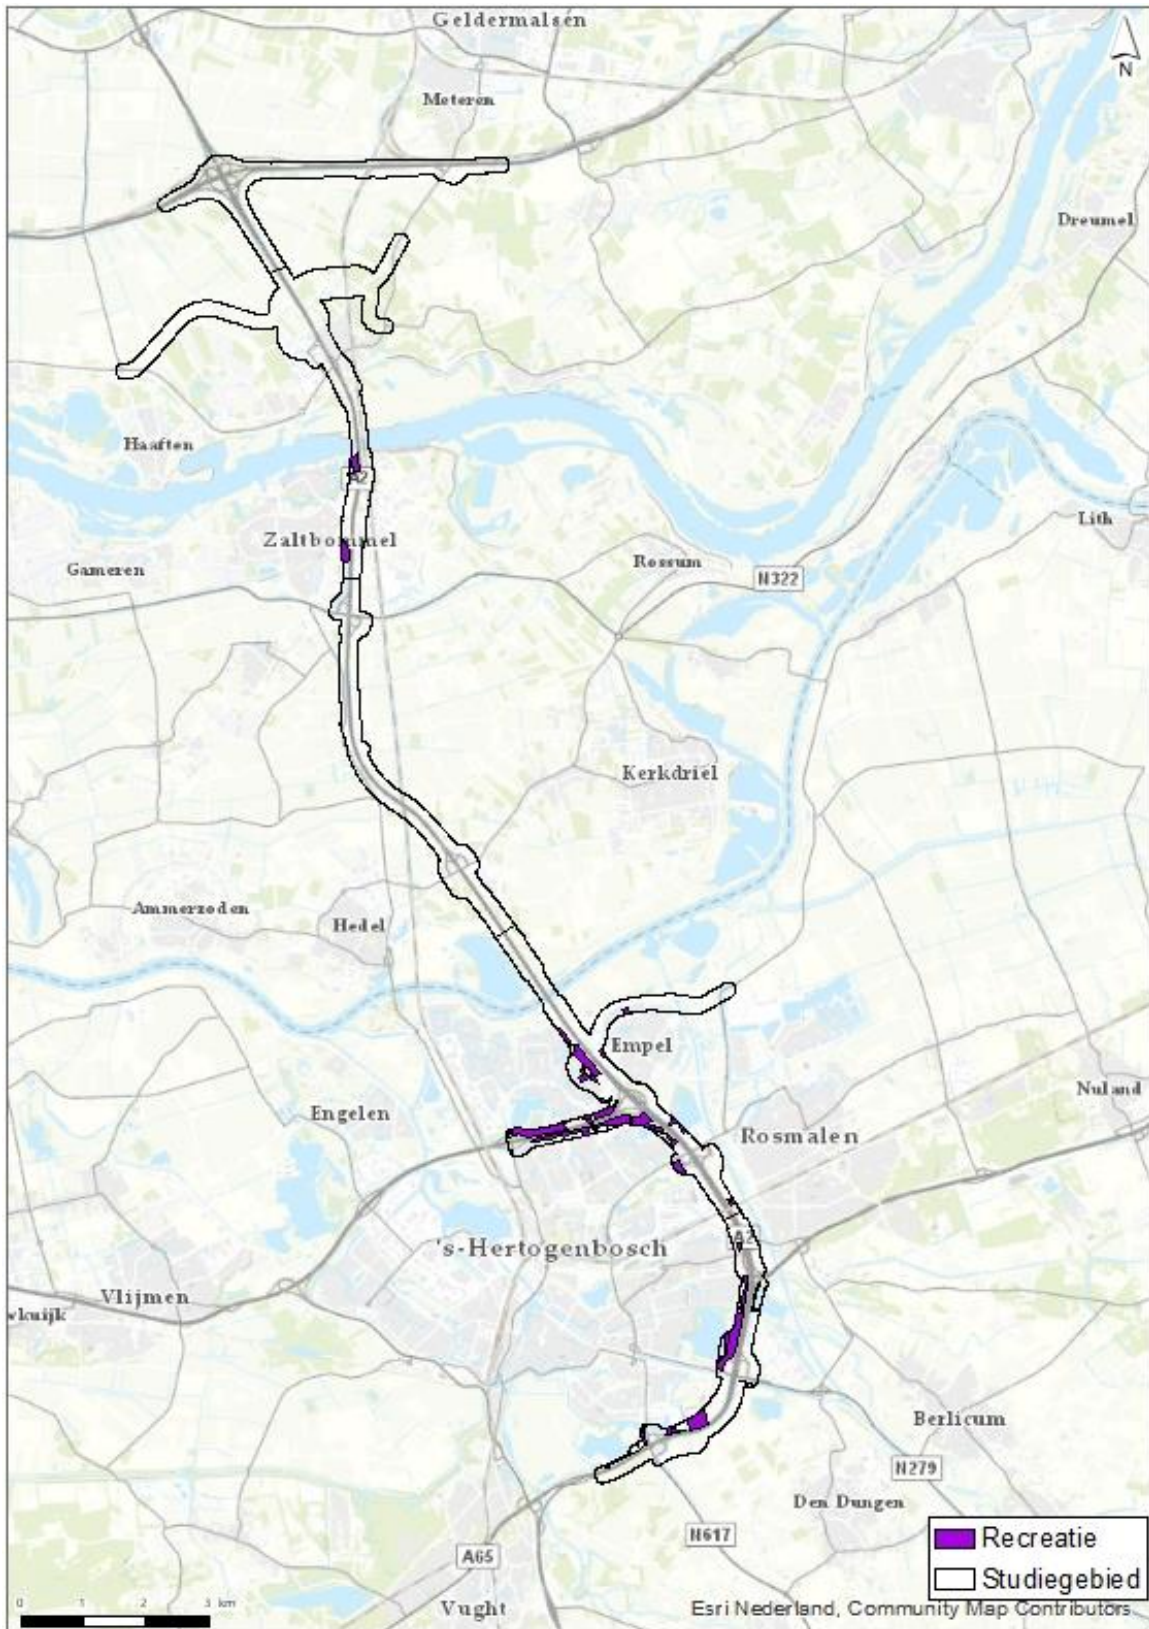 Geldermalsen
N
Meteren
Dreumel
Haaften
A2
Lith
Zaltbommel
Rossum
Gameren
N322
Kerkdriel
Ammerzoden
Hedel
Empel
Nuland
Engelen
Rosmalen
A2
's-Hertogenbosch
Vlijmen
wkuijk
Berlicum
N279
Den Dungen
N617
A65
Recreatie
Studiegebied
0 1 2 3 km
Vught
Esri Nederland, Community Map Contributors